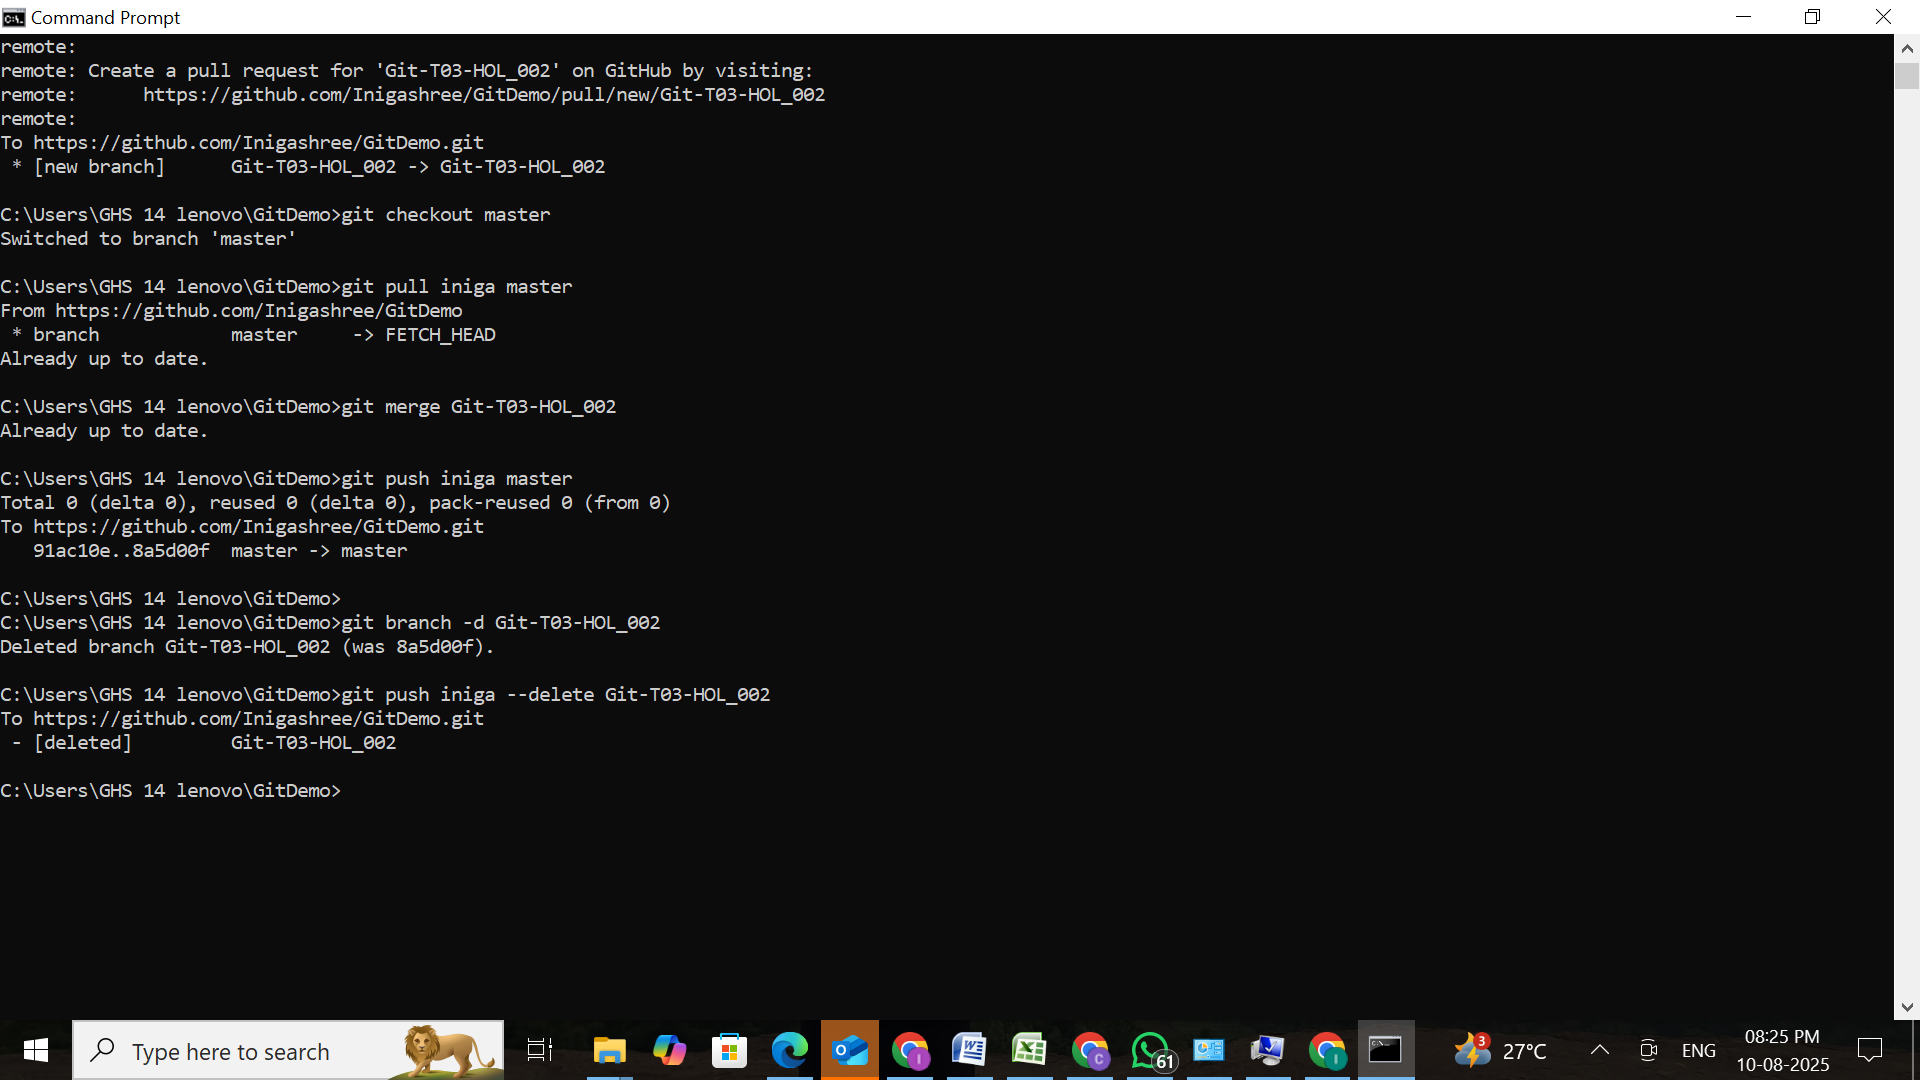 Command Prompt
remote:
remote: Create a pull request for 'Git-T03-HOL_002' on GitHub by visiting:
remote:      https://github.com/Inigashree/GitDemo/pull/new/Git-T03-HOL_002
remote:
To https://github.com/Inigashree/GitDemo.git
 * [new branch]      Git-T03-HOL_002 -> Git-T03-HOL_002
C:\Users\GHS 14 lenovo\GitDemo>git checkout master
Switched to branch 'master'
C:\Users\GHS 14 lenovo\GitDemo>git pull iniga master
From https://github.com/Inigashree/GitDemo
 * branch            master     -> FETCH_HEAD
Already up to date.
C:\Users\GHS 14 lenovo\GitDemo>git merge Git-T03-HOL_002
Already up to date.
C:\Users\GHS 14 lenovo\GitDemo>git push iniga master
Total 0 (delta 0), reused 0 (delta 0), pack-reused 0 (from 0)
To https://github.com/Inigashree/GitDemo.git
   91ac10e..8a5d00f  master -> master
C:\Users\GHS 14 lenovo\GitDemo>
C:\Users\GHS 14 lenovo\GitDemo>git branch -d Git-T03-HOL_002
Deleted branch Git-T03-HOL_002 (was 8a5d00f).
C:\Users\GHS 14 lenovo\GitDemo>git push iniga --delete Git-T03-HOL_002
To https://github.com/Inigashree/GitDemo.git
 - [deleted]         Git-T03-HOL_002
C:\Users\GHS 14 lenovo\GitDemo>
Type here to search
61
3
27°C
ENG
08:25 PM
10-08-2025